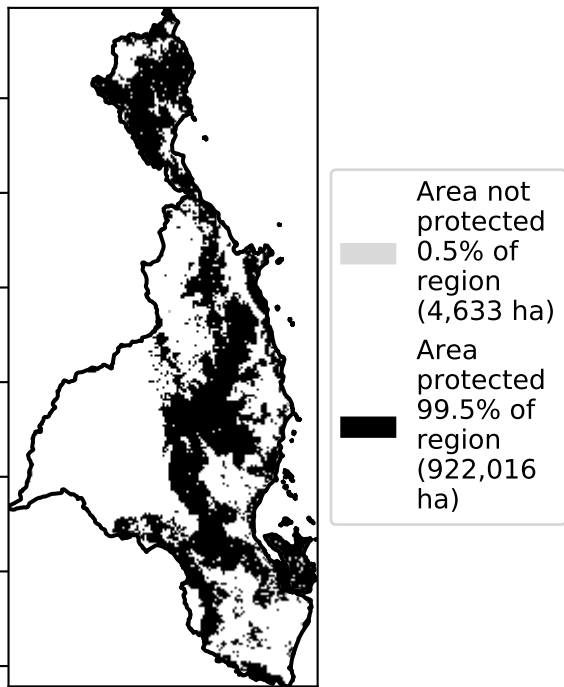 Area not
protected
0.5% of
region
(4,633 ha)
Area
protected
99.5% of
region
(922,016
ha)